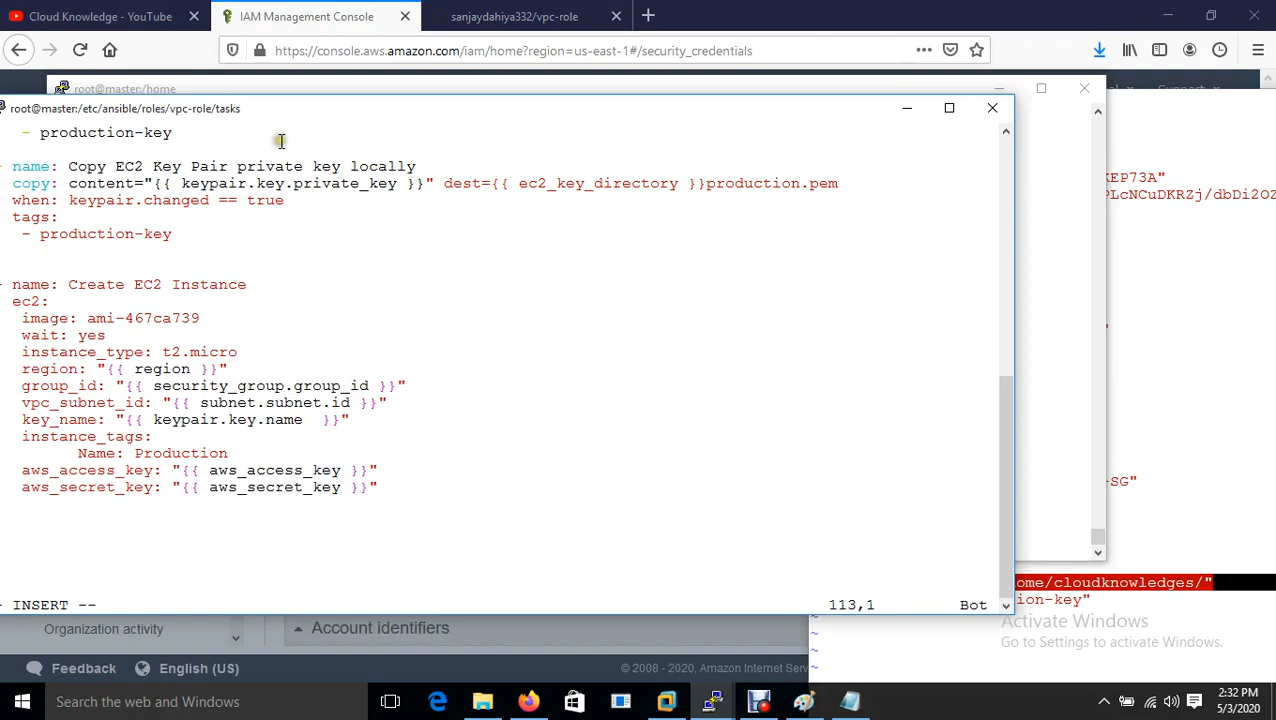 Cloud Knowledge - YouTube
IAM Management Console
sanjaydahiya332/vpc-role
https://console.aws.amazon.com/iam/home?region=us-east-1#/security_credentials
root@master:/home
root@master:/etc/ansible/roles/vpc-role/tasks
- production-key
name: Copy EC2 Key Pair private key locally
copy: content="{{ keypair.key.private_key }}" dest={{ ec2_key_directory }}production.pem
when: keypair.changed == true
tags:
- production-key
- name: Create EC2 Instance
ec2:
image: ami-467ca739
wait: yes
instance_type: t2.micro
region: "{{ region }}"
group_id: "{{ security_group.group_id }}"
vpc_subnet_id: "{{ subnet.subnet.id }}"
key_name: "{{ keypair.key.name  }}"
instance_tags:
Name: Production
aws_access_key: "{{ aws_access_key }}"
aws_secret_key: "{{ aws_secret_key }}"
- INSERT --
113,1
Bot
KEP73A"
PLcNCuDKRZj/dbDi2OZ
-SG"
ome/cloudknowledges/"
ion-key"
~
~
~
~
Activate Windows
Go to Settings to activate Windows.
Organization activity
Account identifiers
Feedback
English (US)
© 2008 - 2020, Amazon Internet Serv
Search the web and Windows
2:32 PM
5/3/2020